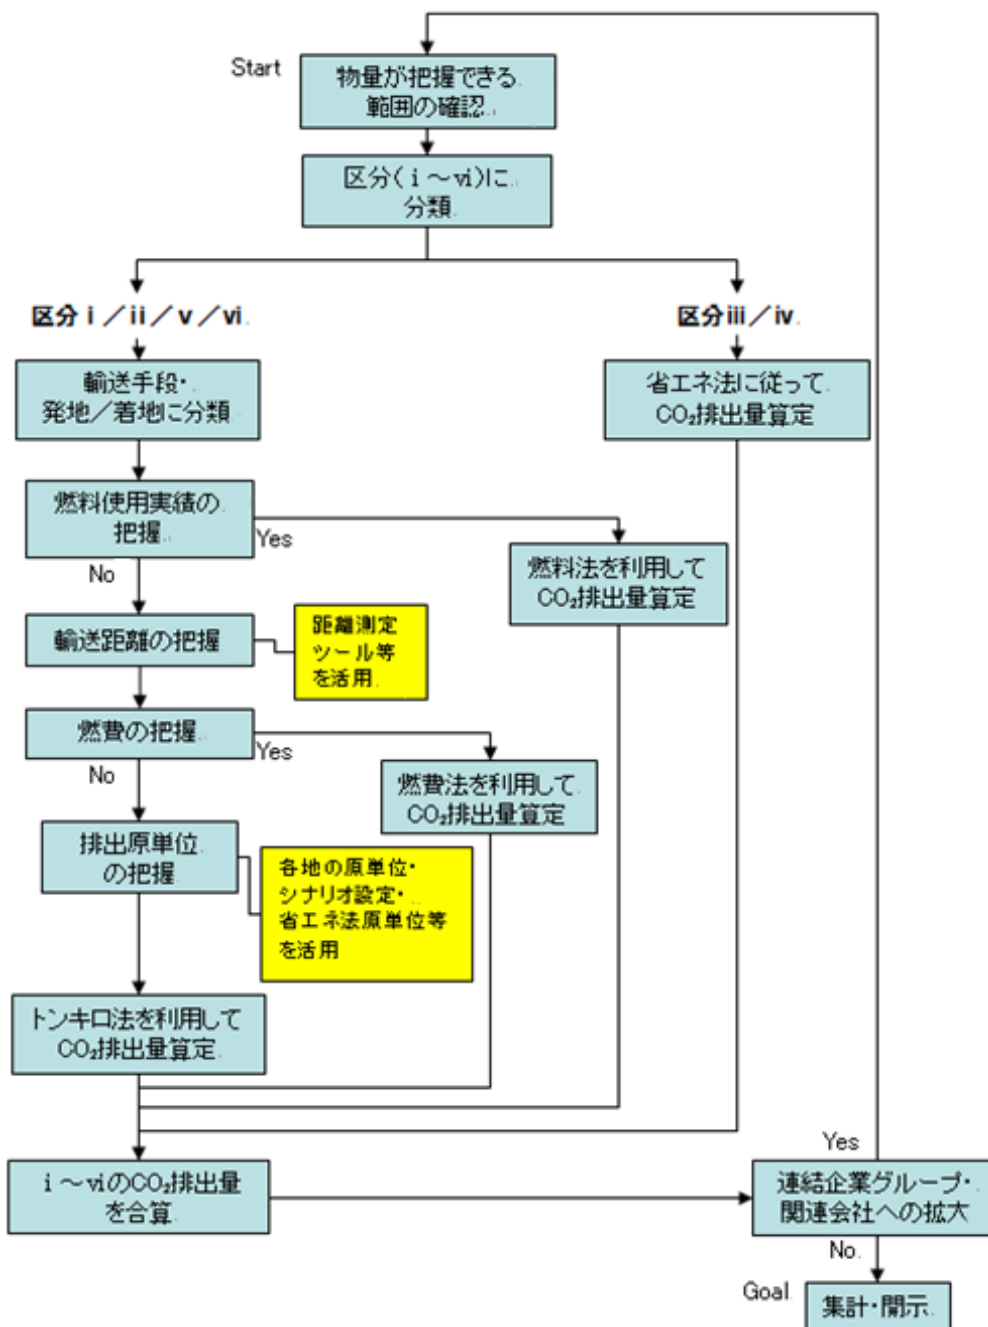 Start
物量が把握できる
範囲の確認
区分(ⅰ～ⅵ)に
分類
区分ⅰ／ⅱ／ⅴ／ⅵ
区分ⅲ／ⅳ
輸送手段・
発地／着地に分類
省エネ法に従って
CO₂排出量算定
燃料使用実績の
把握
Yes
No
燃料法を利用して
CO₂排出量算定
輸送距離の把握
距離測定
ツール等
を活用
燃費の把握
Yes
No
燃費法を利用して
CO₂排出量算定
排出原単位
の把握
各地の原単位・
シナリオ設定・
省エネ法原単位等
を活用
トンキロ法を利用して
CO₂排出量算定
ⅰ～ⅵのCO₂排出量
を合算
Yes
連結企業グループ・
関連会社への拡大
No
Goal
集計・開示